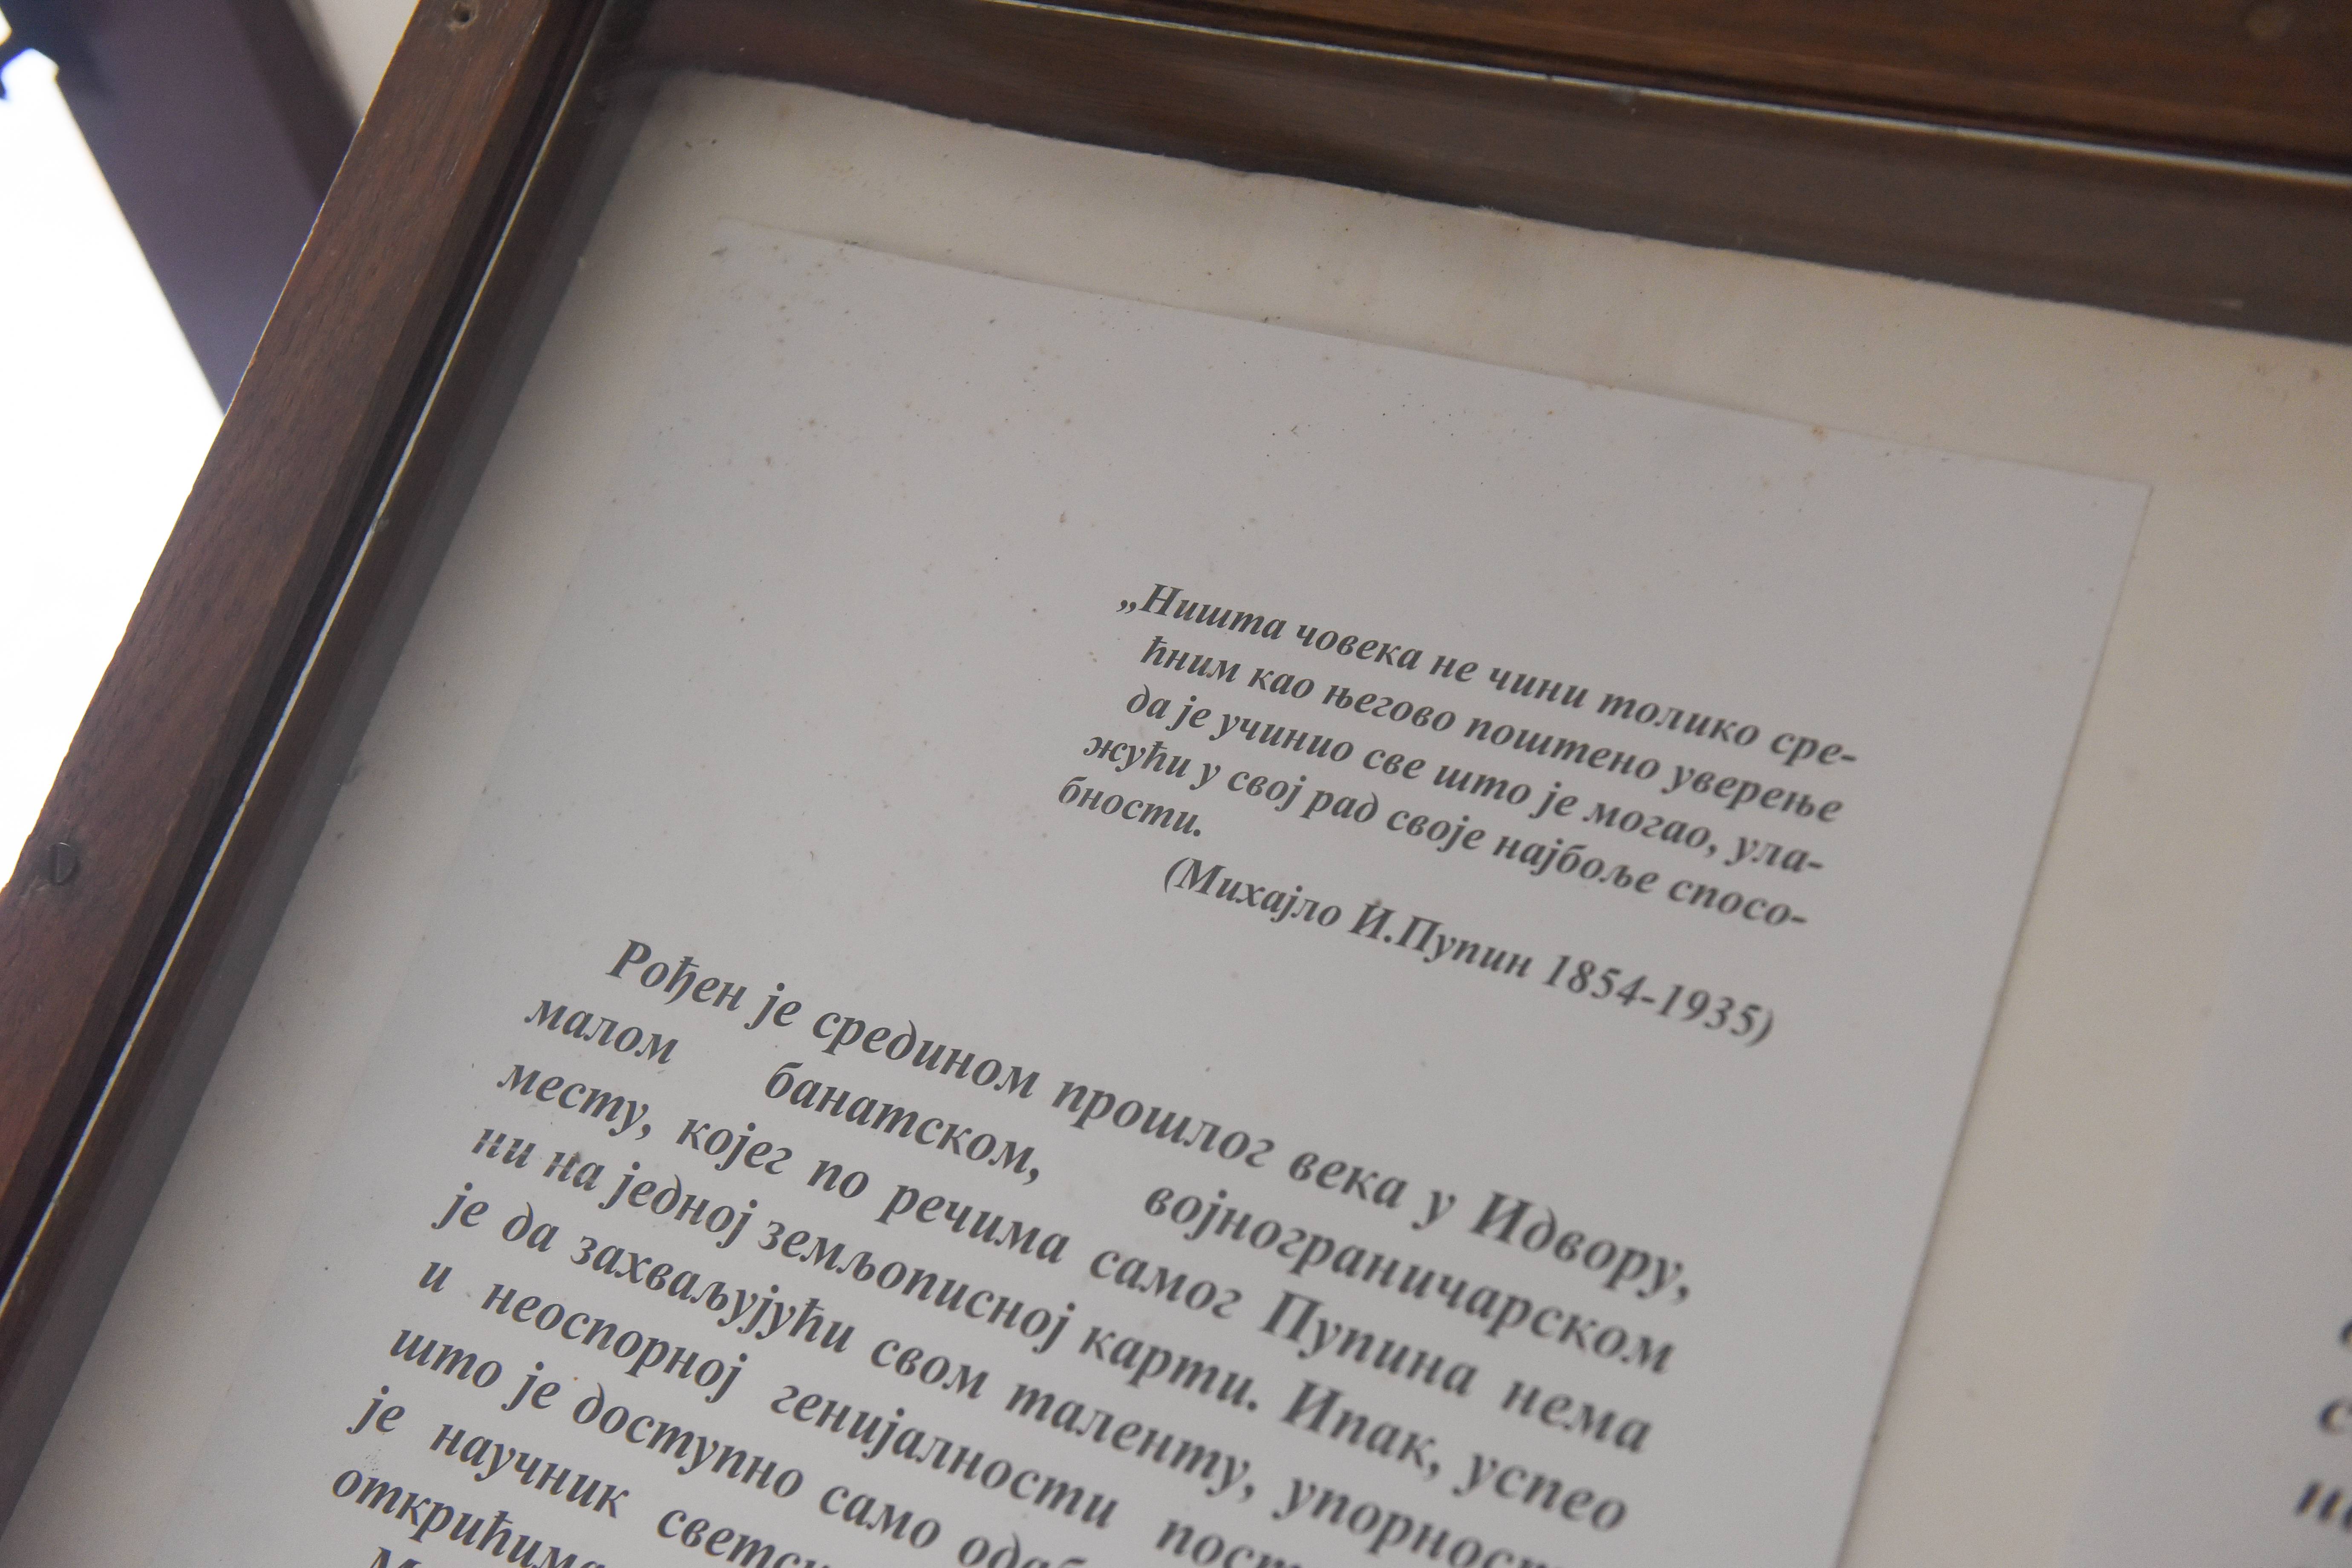 „Ништа човека не чини толико сре-
ћним као његово поштено уверење
да је учинио све што је могао, ула-
жући у свој рад своје најбоље спосо-
бности.
(Михајло И.Пупин 1854-1935)
Рођен је средином прошлог века у Идвору,
малом банатском, војнограничарском
месту, којег по речима самог Пупина нема
ни на једној земљописној карти. Ипак, успео
је да захваљујући свом таленту,
и неоспорној генијалности
што је доступно само
је научник